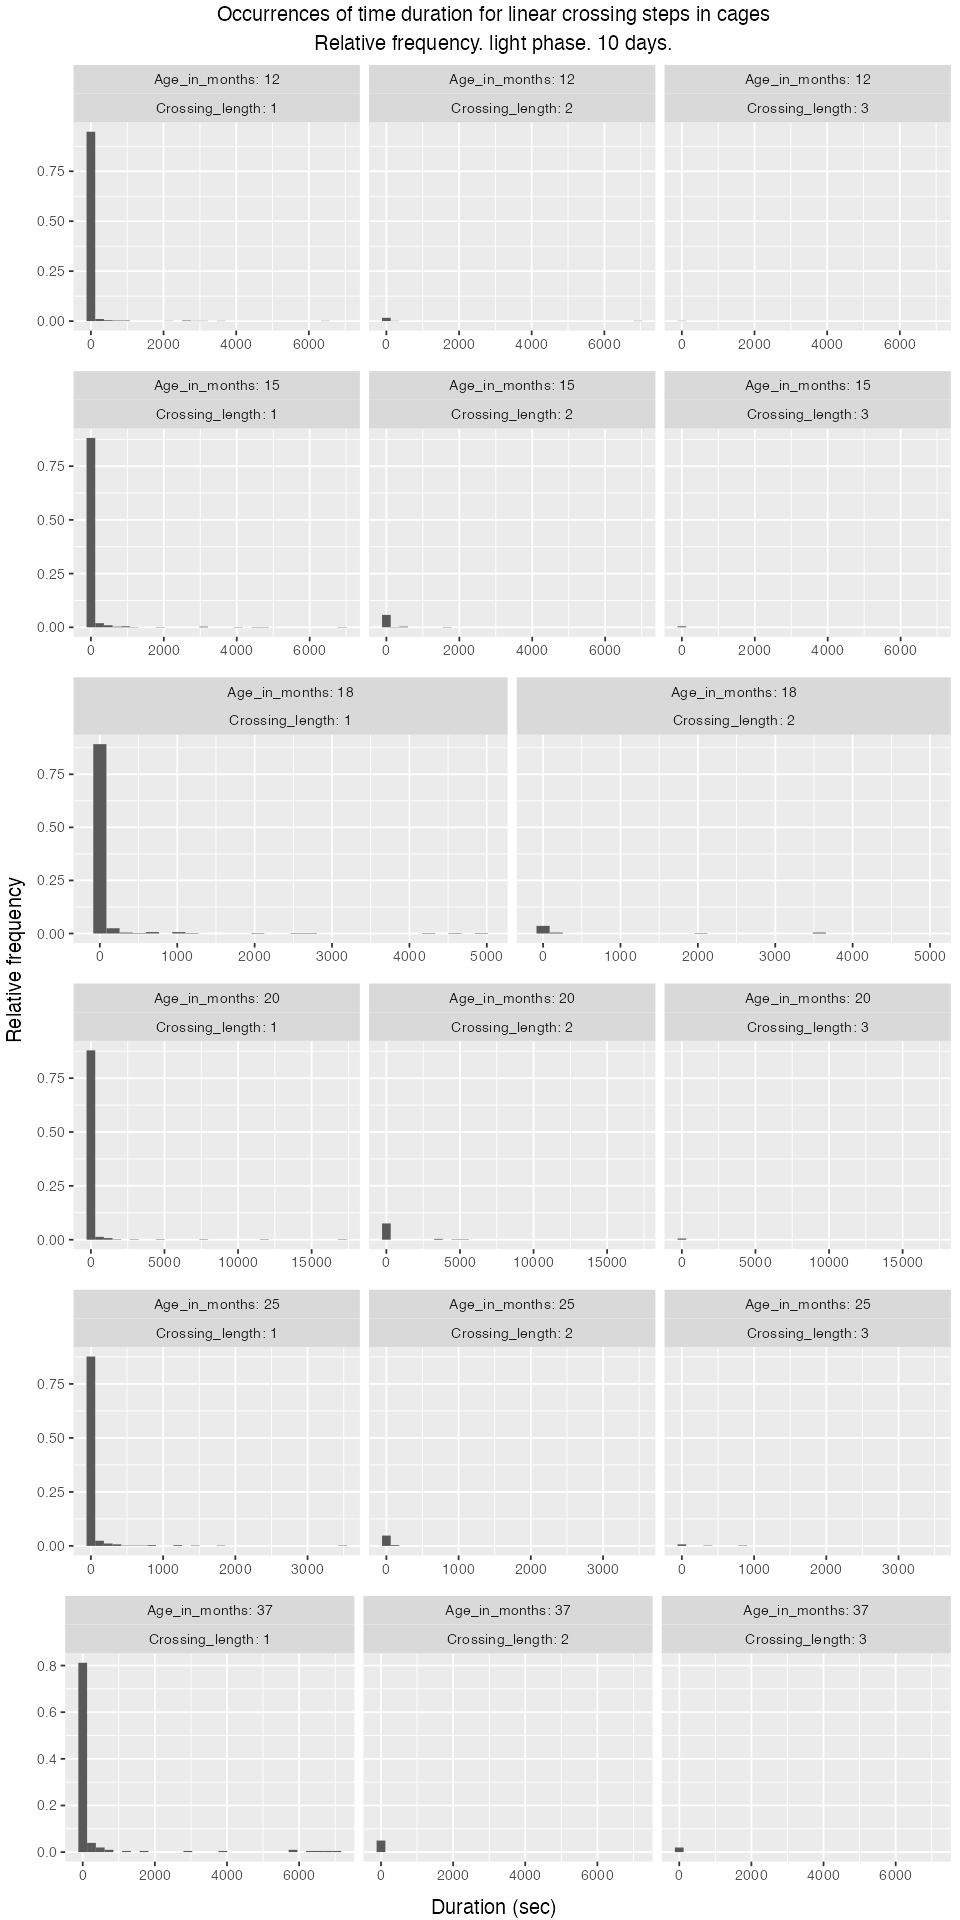 Occurrences of time duration for linear crossing steps in cages
Relative frequency. light phase. 10 days.
Age_in_months: 12 Age_in_months: 12 Age_in_months: 12
Crossing_length: 1 Crossing_length: 2 Crossing_length: 3
0.75
0.50
0.25
0.00
0 2000 4000 6000 0 2000 4000 6000 0 2000 4000 6000
Age_in_months: 15 Age_in_months: 15 Age_in_months: 15
Crossing_length: 1 Crossing_length: 2 Crossing_length: 3
0.75
0.50
0.25
0.00
0 2000 4000 6000 0 2000 4000 6000 0 2000 4000 6000
Age_in_months: 18 Age_in_months: 18
Crossing_length: 1 Crossing_length: 2
0.75
0.50
0.25
0.00
0 1000 2000 3000 4000 5000 0 1000 2000 3000 4000 5000
Relative frequency
Age_in_months: 20 Age_in_months: 20 Age_in_months: 20
Crossing_length: 1 Crossing_length: 2 Crossing_length: 3
0.75
0.50
0.25
0.00
0 5000 10000 15000 0 5000 10000 15000 0 5000 10000 15000
Age_in_months: 25 Age_in_months: 25 Age_in_months: 25
Crossing_length: 1 Crossing_length: 2 Crossing_length: 3
0.75
0.50
0.25
0.00
0 1000 2000 3000 0 1000 2000 3000 0 1000 2000 3000
Age_in_months: 37 Age_in_months: 37 Age_in_months: 37
Crossing_length: 1 Crossing_length: 2 Crossing_length: 3
0.8
0.6
0.4
0.2
0.0
0 2000 4000 6000 0 2000 4000 6000 0 2000 4000 6000
Duration (sec)